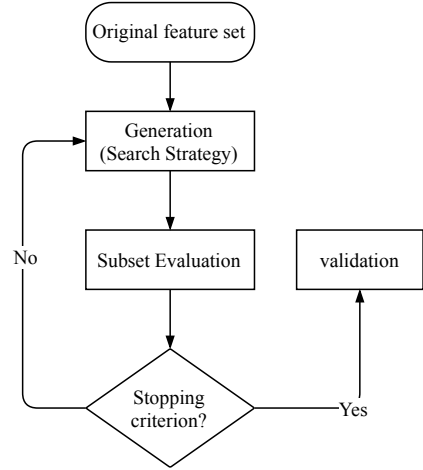 Original feature set
Generation
(Search Strategy)
Subset Evaluation
validation
No
Stopping
criterion?
Yes